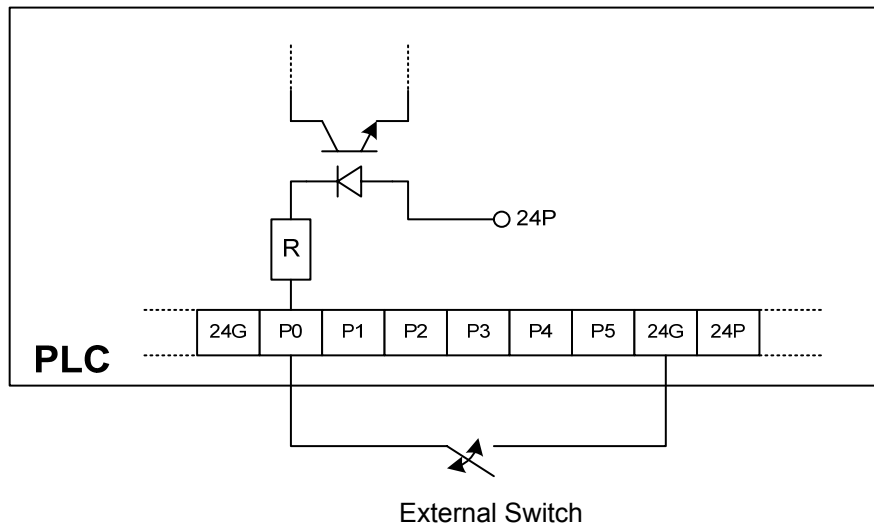 24P
R
24G P0 P1 P2 P3 P4 P5 24G 24P
PLC
External Switch